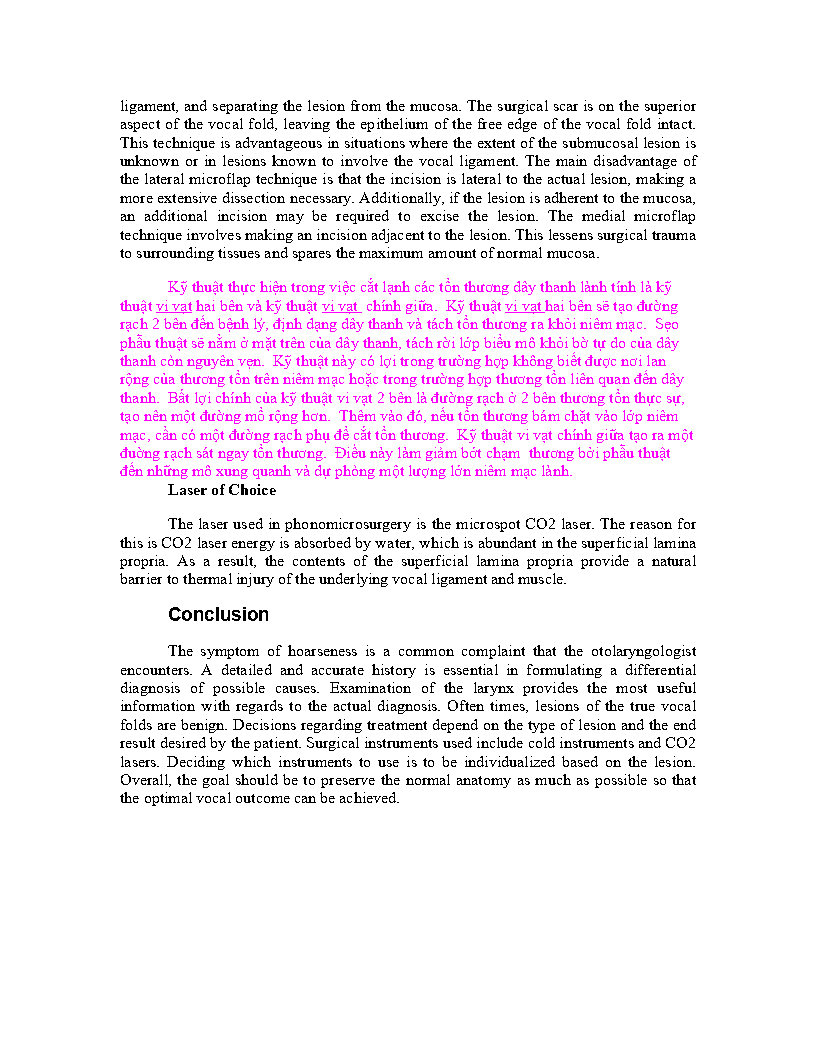 ligament, and separating the lesion from the mucosa. The surgical scar is on the superior
aspect of the vocal fold, leaving the epithelium of the free edge of the vocal fold intact.
This technique is advantageous in situations where the extent of the submucosal lesion is
unknown or in lesions known to involve the vocal ligament. The main disadvantage of
the lateral microflap technique is that the incision is lateral to the actual lesion, making a
more extensive dissection necessary. Additionally, if the lesion is adherent to the mucosa,
an additional incision may be required to excise the lesion. The medial microflap
technique involves making an incision adjacent to the lesion. This lessens surgical trauma
to surrounding tissues and spares the maximum amount of normal mucosa.
Kỹ thuật thực hiện trong việc cắt lạnh các tổn thương dây thanh lành tính là kỹ
thuật vi vạt hai bên và kỹ thuật vi vạt chính giữa. Kỹ thuật vi vạt hai bên sẽ tạo đường
rạch 2 bên đến bệnh lý, định dạng dây thanh và tách tổn thương ra khỏi niêm mạc. Sẹo
phẫu thuật sẽ nằm ở mặt trên của dây thanh, tách rời lớp biểu mô khỏi bờ tự do của dây
thanh còn nguyên vẹn. Kỹ thuật này có lợi trong trường hợp không biết được nơi lan
rộng của thương tổn trên niêm mạc hoặc trong trường hợp thương tổn liên quan đến dây
thanh. Bất lợi chính của kỹ thuật vi vạt 2 bên là đường rạch ở 2 bên thương tổn thực sự,
tạo nên một đường mổ rộng hơn. Thêm vào đó, nếu tổn thương bám chặt vào lớp niêm
mạc, cần có một đường rạch phụ để cắt tổn thương. Kỹ thuật vi vạt chính giữa tạo ra một
đuờng rạch sát ngay tổn thương. Điều này làm giảm bớt chạm thương bởi phẫu thuật
đến những mô xung quanh và dự phòng một lượng lớn niêm mạc lành.
Laser of Choice
The laser used in phonomicrosurgery is the microspot CO2 laser. The reason for
this is CO2 laser energy is absorbed by water, which is abundant in the superficial lamina
propria. As a result, the contents of the superficial lamina propria provide a natural
barrier to thermal injury of the underlying vocal ligament and muscle.
Conclusion
The symptom of hoarseness is a common complaint that the otolaryngologist
encounters. A detailed and accurate history is essential in formulating a differential
diagnosis of possible causes. Examination of the larynx provides the most useful
information with regards to the actual diagnosis. Often times, lesions of the true vocal
folds are benign. Decisions regarding treatment depend on the type of lesion and the end
result desired by the patient. Surgical instruments used include cold instruments and CO2
lasers. Deciding which instruments to use is to be individualized based on the lesion.
Overall, the goal should be to preserve the normal anatomy as much as possible so that
the optimal vocal outcome can be achieved.